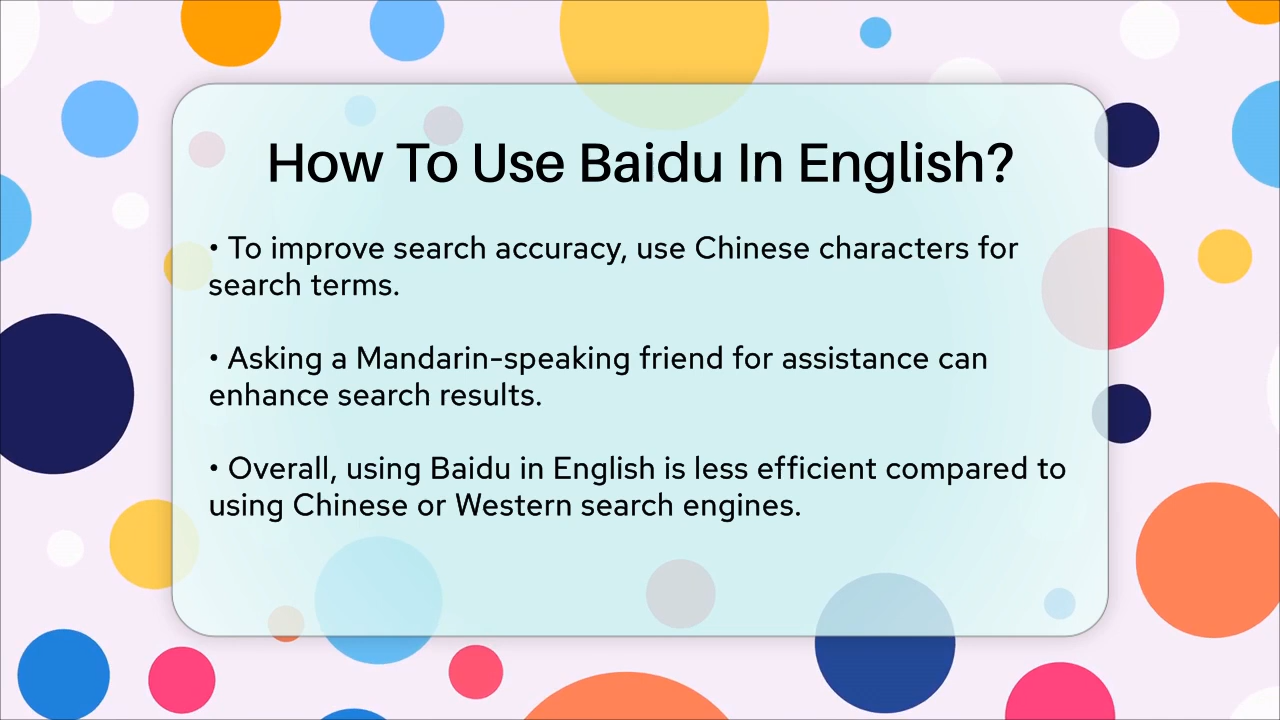 How To Use Baidu In English?
• To improve search accuracy, use Chinese characters for
search terms.
• Asking a Mandarin-speaking friend for assistance can
enhance search results.
• Overall, using Baidu in English is less efficient compared to
using Chinese or Western search engines.